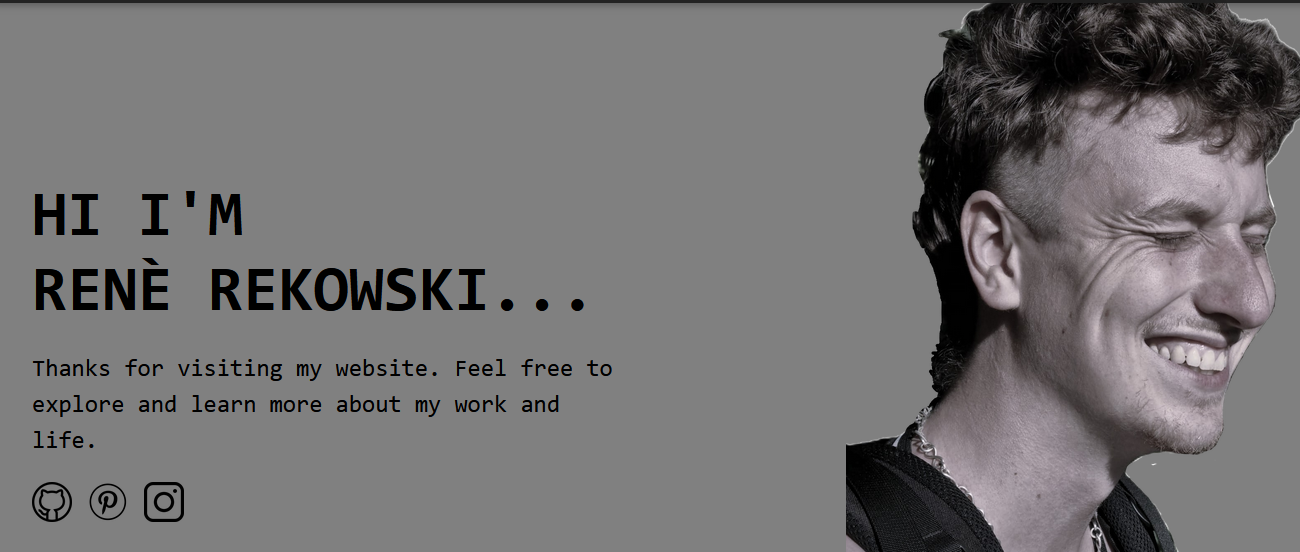 HI I'M
RENÈ REKOWSKI...
Thanks for visiting my website. Feel free to
explore and learn more about my work and
life.